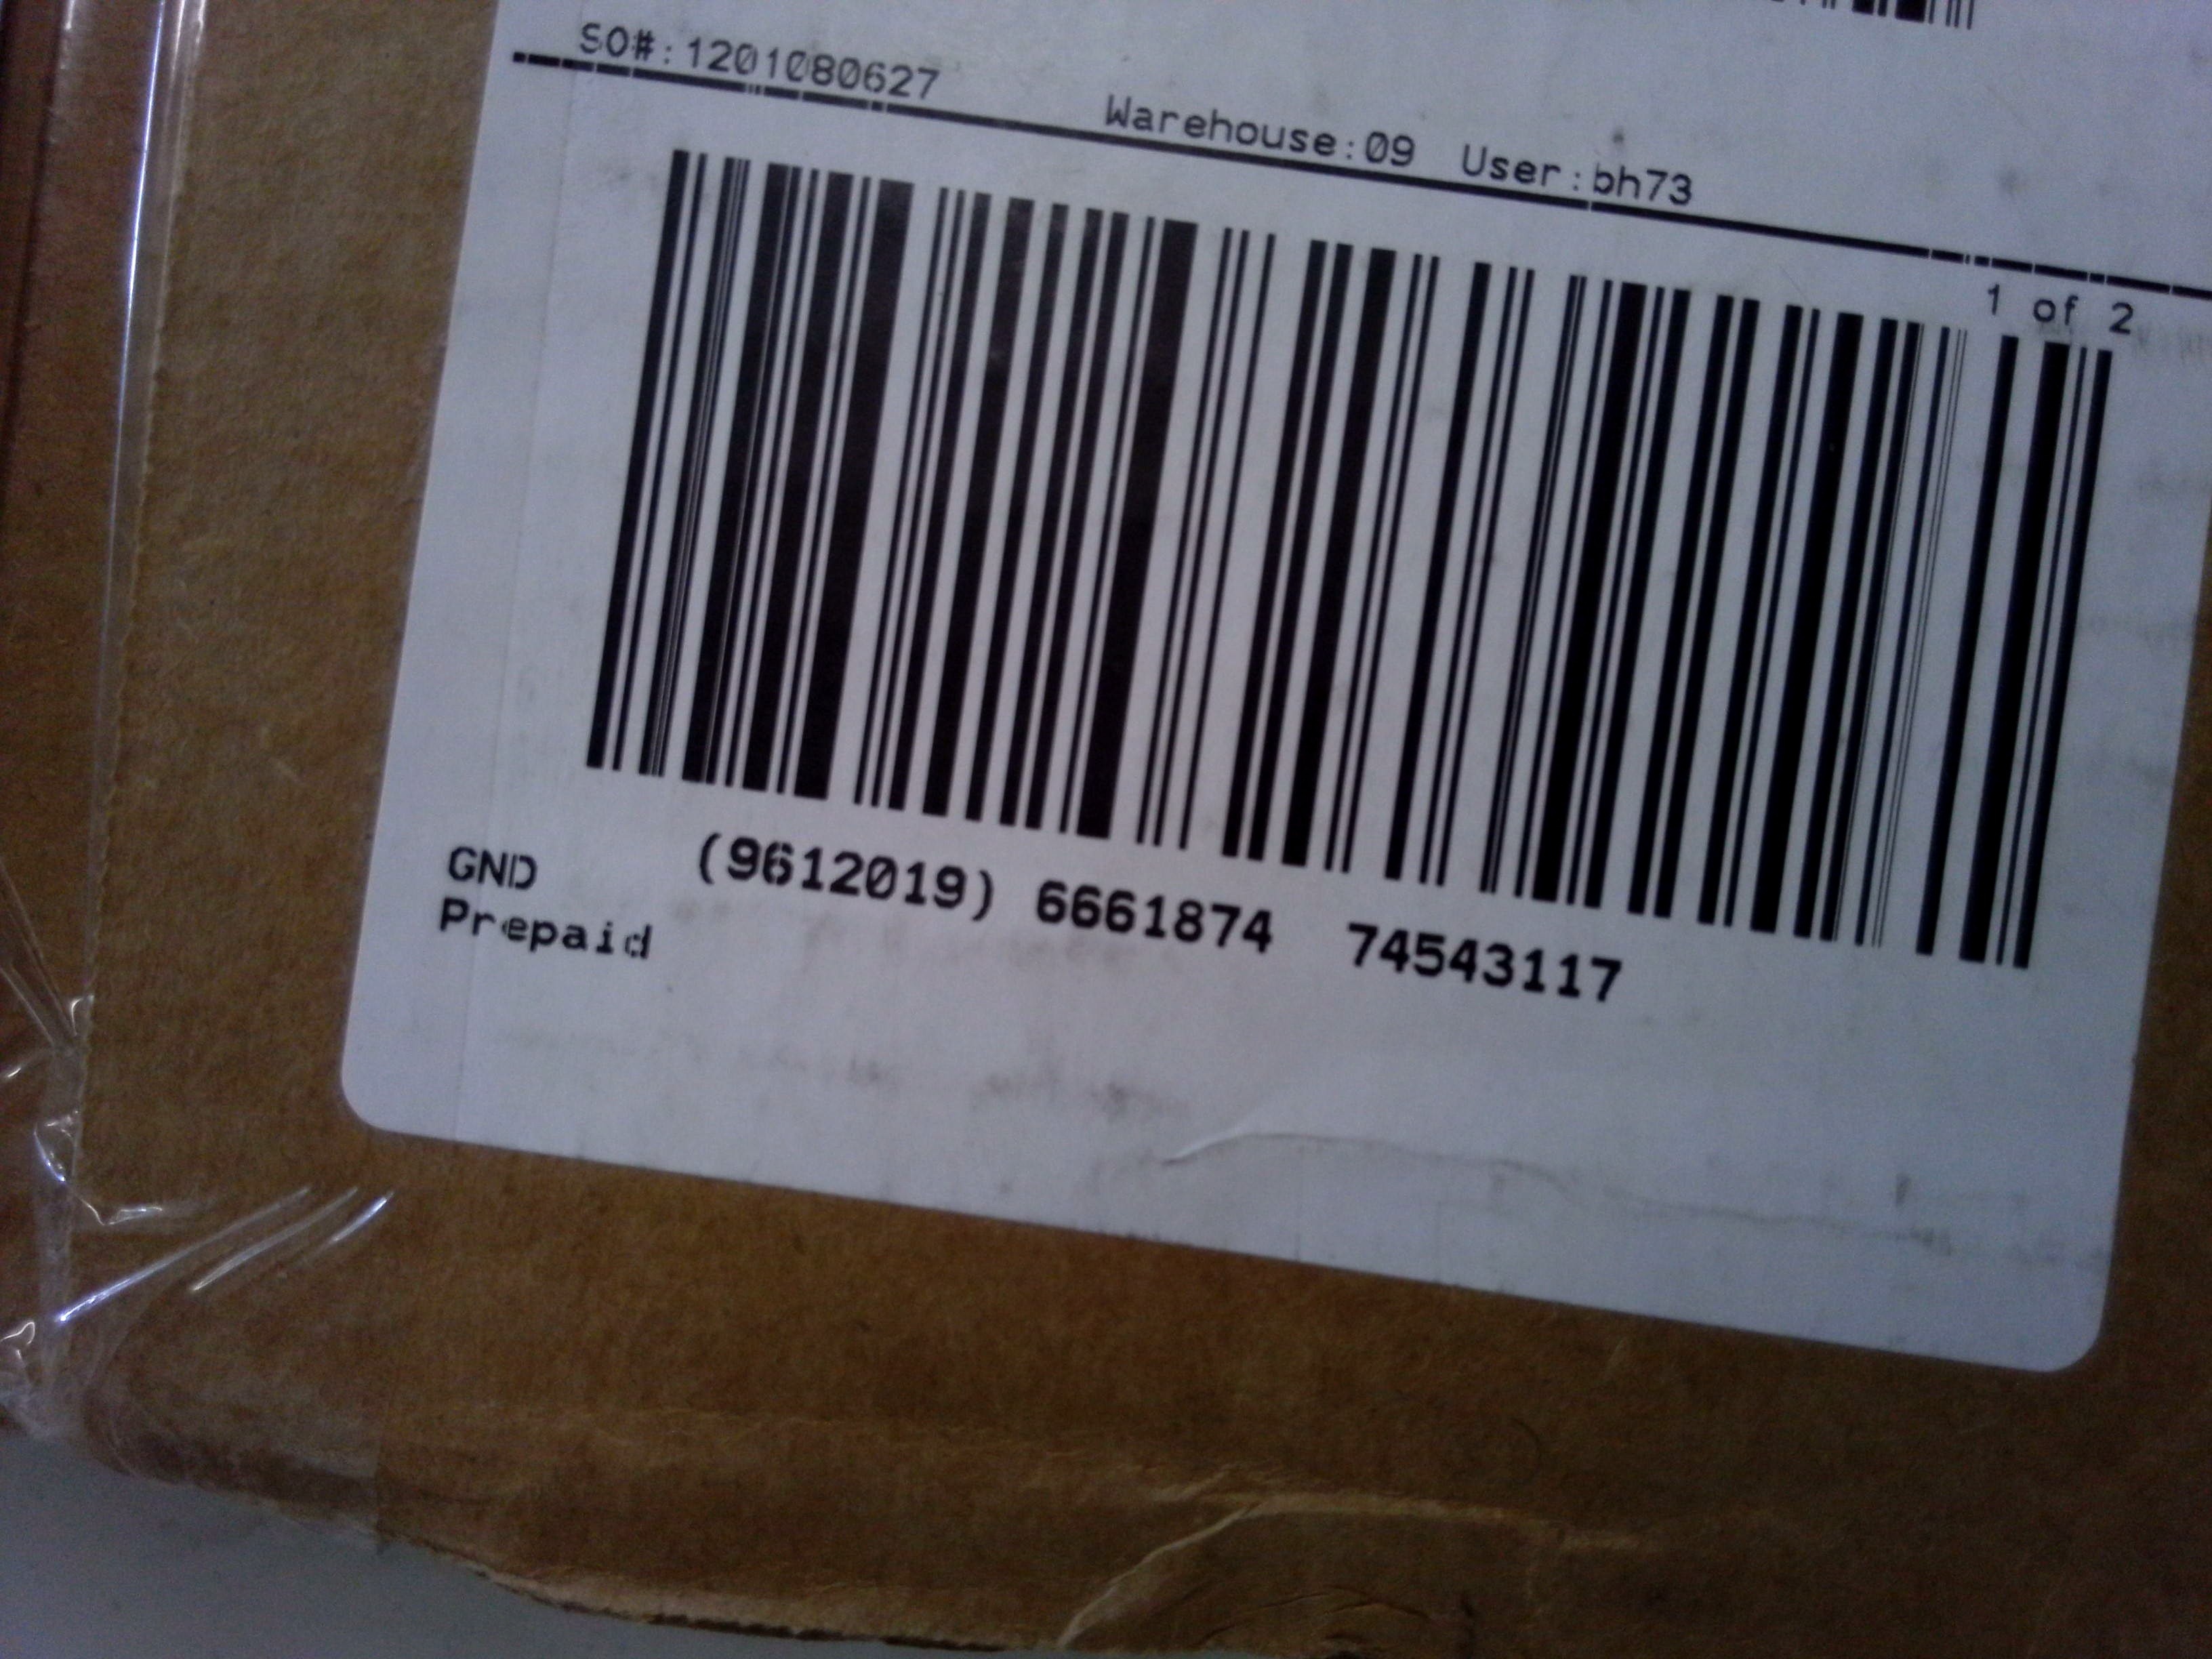 SO#:1201080627 Warehouse:09 User:bh73
1 of 2
(9612019) 6661874 74543117
GND
Prepaid